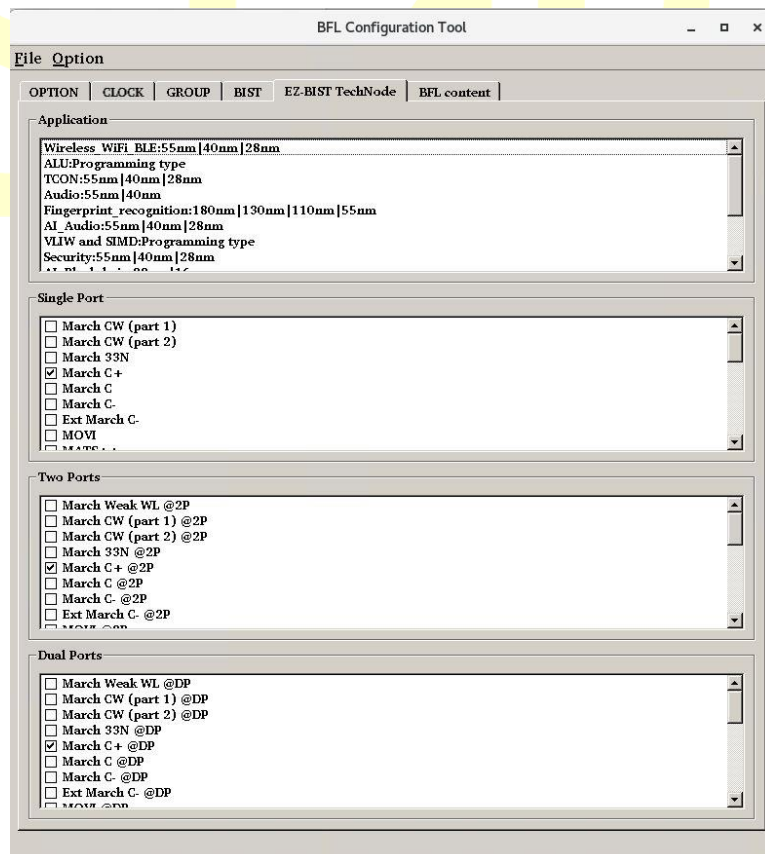 BFL Configuration Tool
File Option
OPTION CLOCK GROUP BIST EZ-BIST TechNode BFL content
Application
Wireless_WiFi_BLE:55nm|40nm|28nm
ALU:Programming type
TCON:55nm|40nm|28nm
Audio:55nm|40nm
Fingerprint_recognition:180nm|130nm|110nm|55nm
AI_Audio:55nm|40nm|28nm
VLIW and SIMD:Programming type
Security:55nm|40nm|28nm
Single Port
March CW (part 1)
March CW (part 2)
March 33N
March C+
March C
March C-
Ext March C-
MOVI
Two Ports
March Weak WL @2P
March CW (part 1) @2P
March CW (part 2) @2P
March 33N @2P
March C+ @2P
March C @2P
March C- @2P
Ext March C- @2P
MOVI @2P
Dual Ports
March Weak WL @DP
March CW (part 1) @DP
March CW (part 2) @DP
March 33N @DP
March C+ @DP
March C @DP
March C- @DP
Ext March C- @DP
MOVI @DP